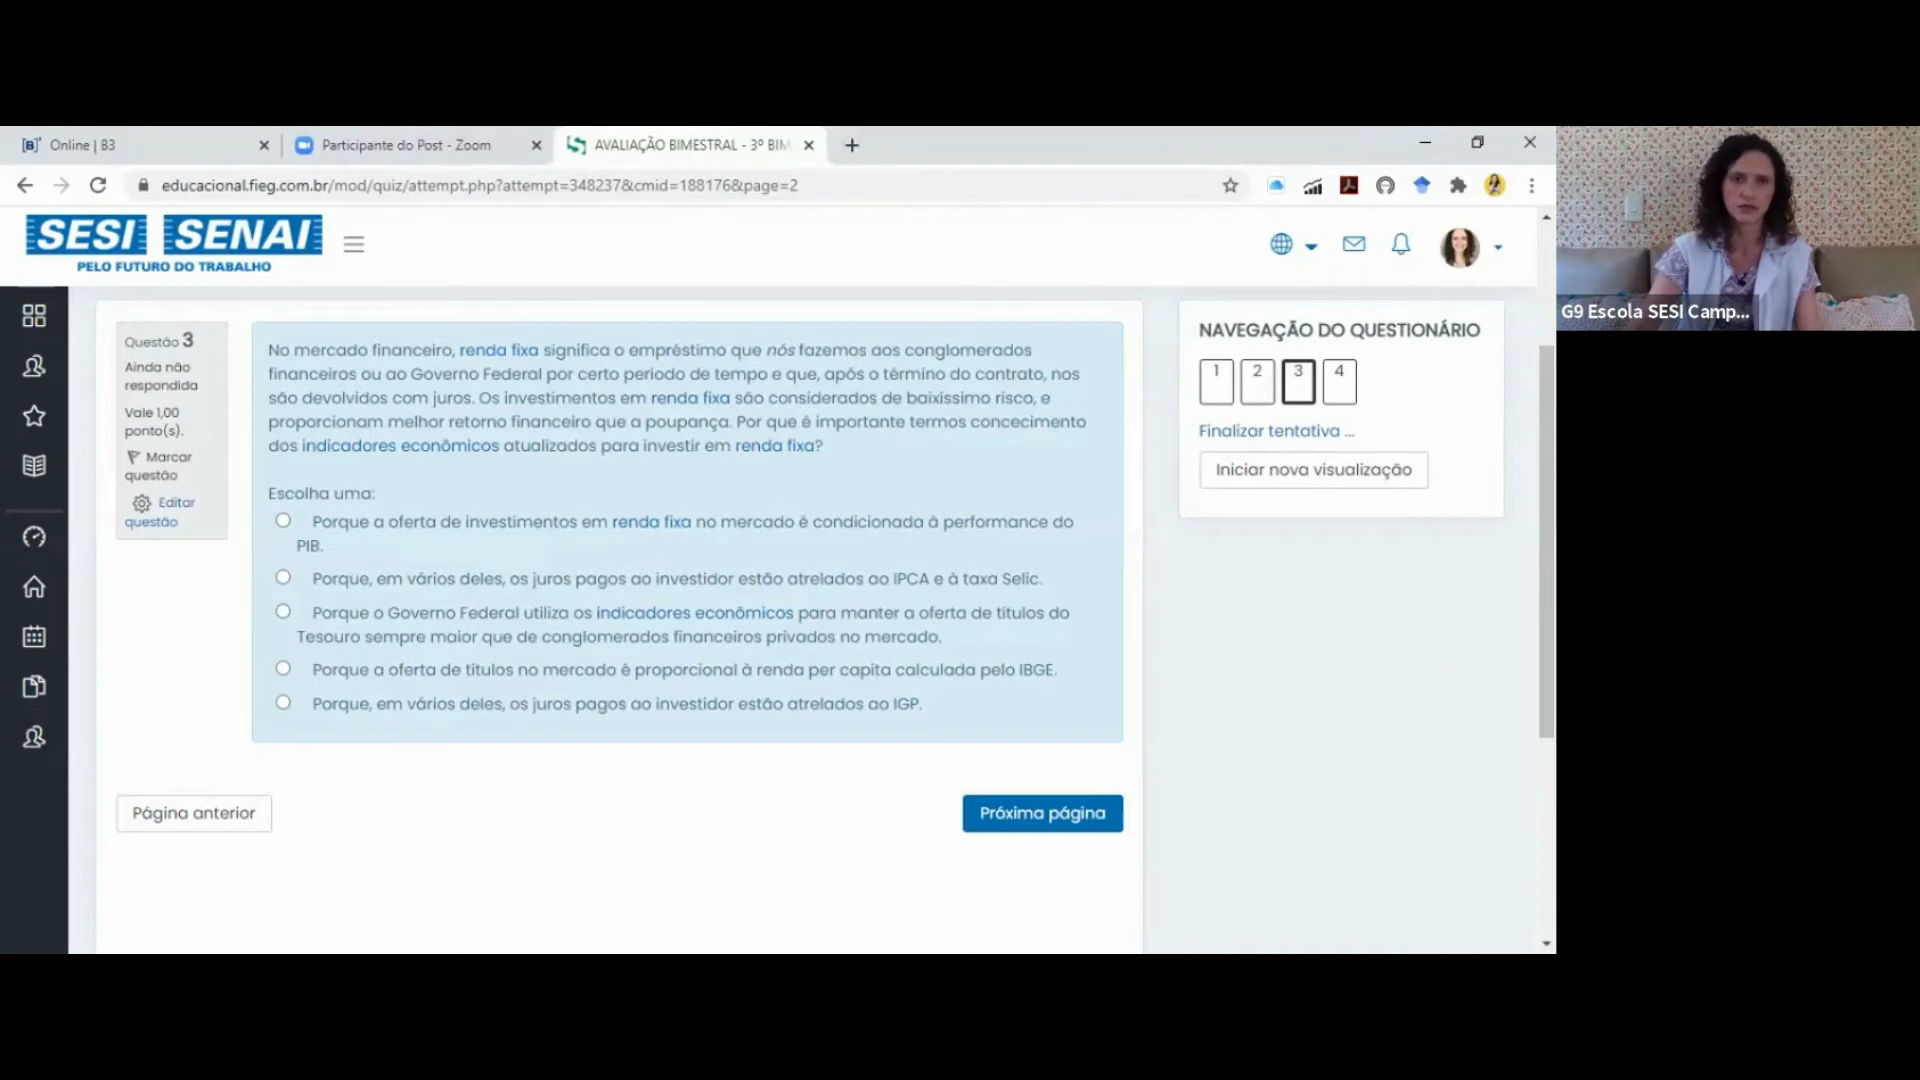 Online | B3
Participante do Post - Zoom
AVALIAÇÃO BIMESTRAL - 3º BIM
educacional.fieg.com.br/mod/quiz/attempt.php?attempt=348237&cmid=188176&page=2
SESI SENAI
PELO FUTURO DO TRABALHO
G9 Escola SESI Camp...
Questão 3
Ainda não
respondida
Vale 1,00
ponto(s).
Marcar
questão
Editar
questão
No mercado financeiro, renda fixa significa o empréstimo que nós fazemos aos conglomerados
financeiros ou ao Governo Federal por certo período de tempo e que, após o término do contrato, nos
são devolvidos com juros. Os investimentos em renda fixa são considerados de baixíssimo risco, e
proporcionam melhor retorno financeiro que a poupança. Por que é importante termos concecimento
dos indicadores econômicos atualizados para investir em renda fixa?
Escolha uma:
Porque a oferta de investimentos em renda fixa no mercado é condicionada à performance do
PIB.
Porque, em vários deles, os juros pagos ao investidor estão atrelados ao IPCA e à taxa Selic.
Porque o Governo Federal utiliza os indicadores econômicos para manter a oferta de títulos do
Tesouro sempre maior que de conglomerados financeiros privados no mercado.
Porque a oferta de títulos no mercado é proporcional à renda per capita calculada pelo IBGE.
Porque, em vários deles, os juros pagos ao investidor estão atrelados ao IGP.
Página anterior
Próxima página
NAVEGAÇÃO DO QUESTIONÁRIO
1 2 3 4
Finalizar tentativa ...
Iniciar nova visualização